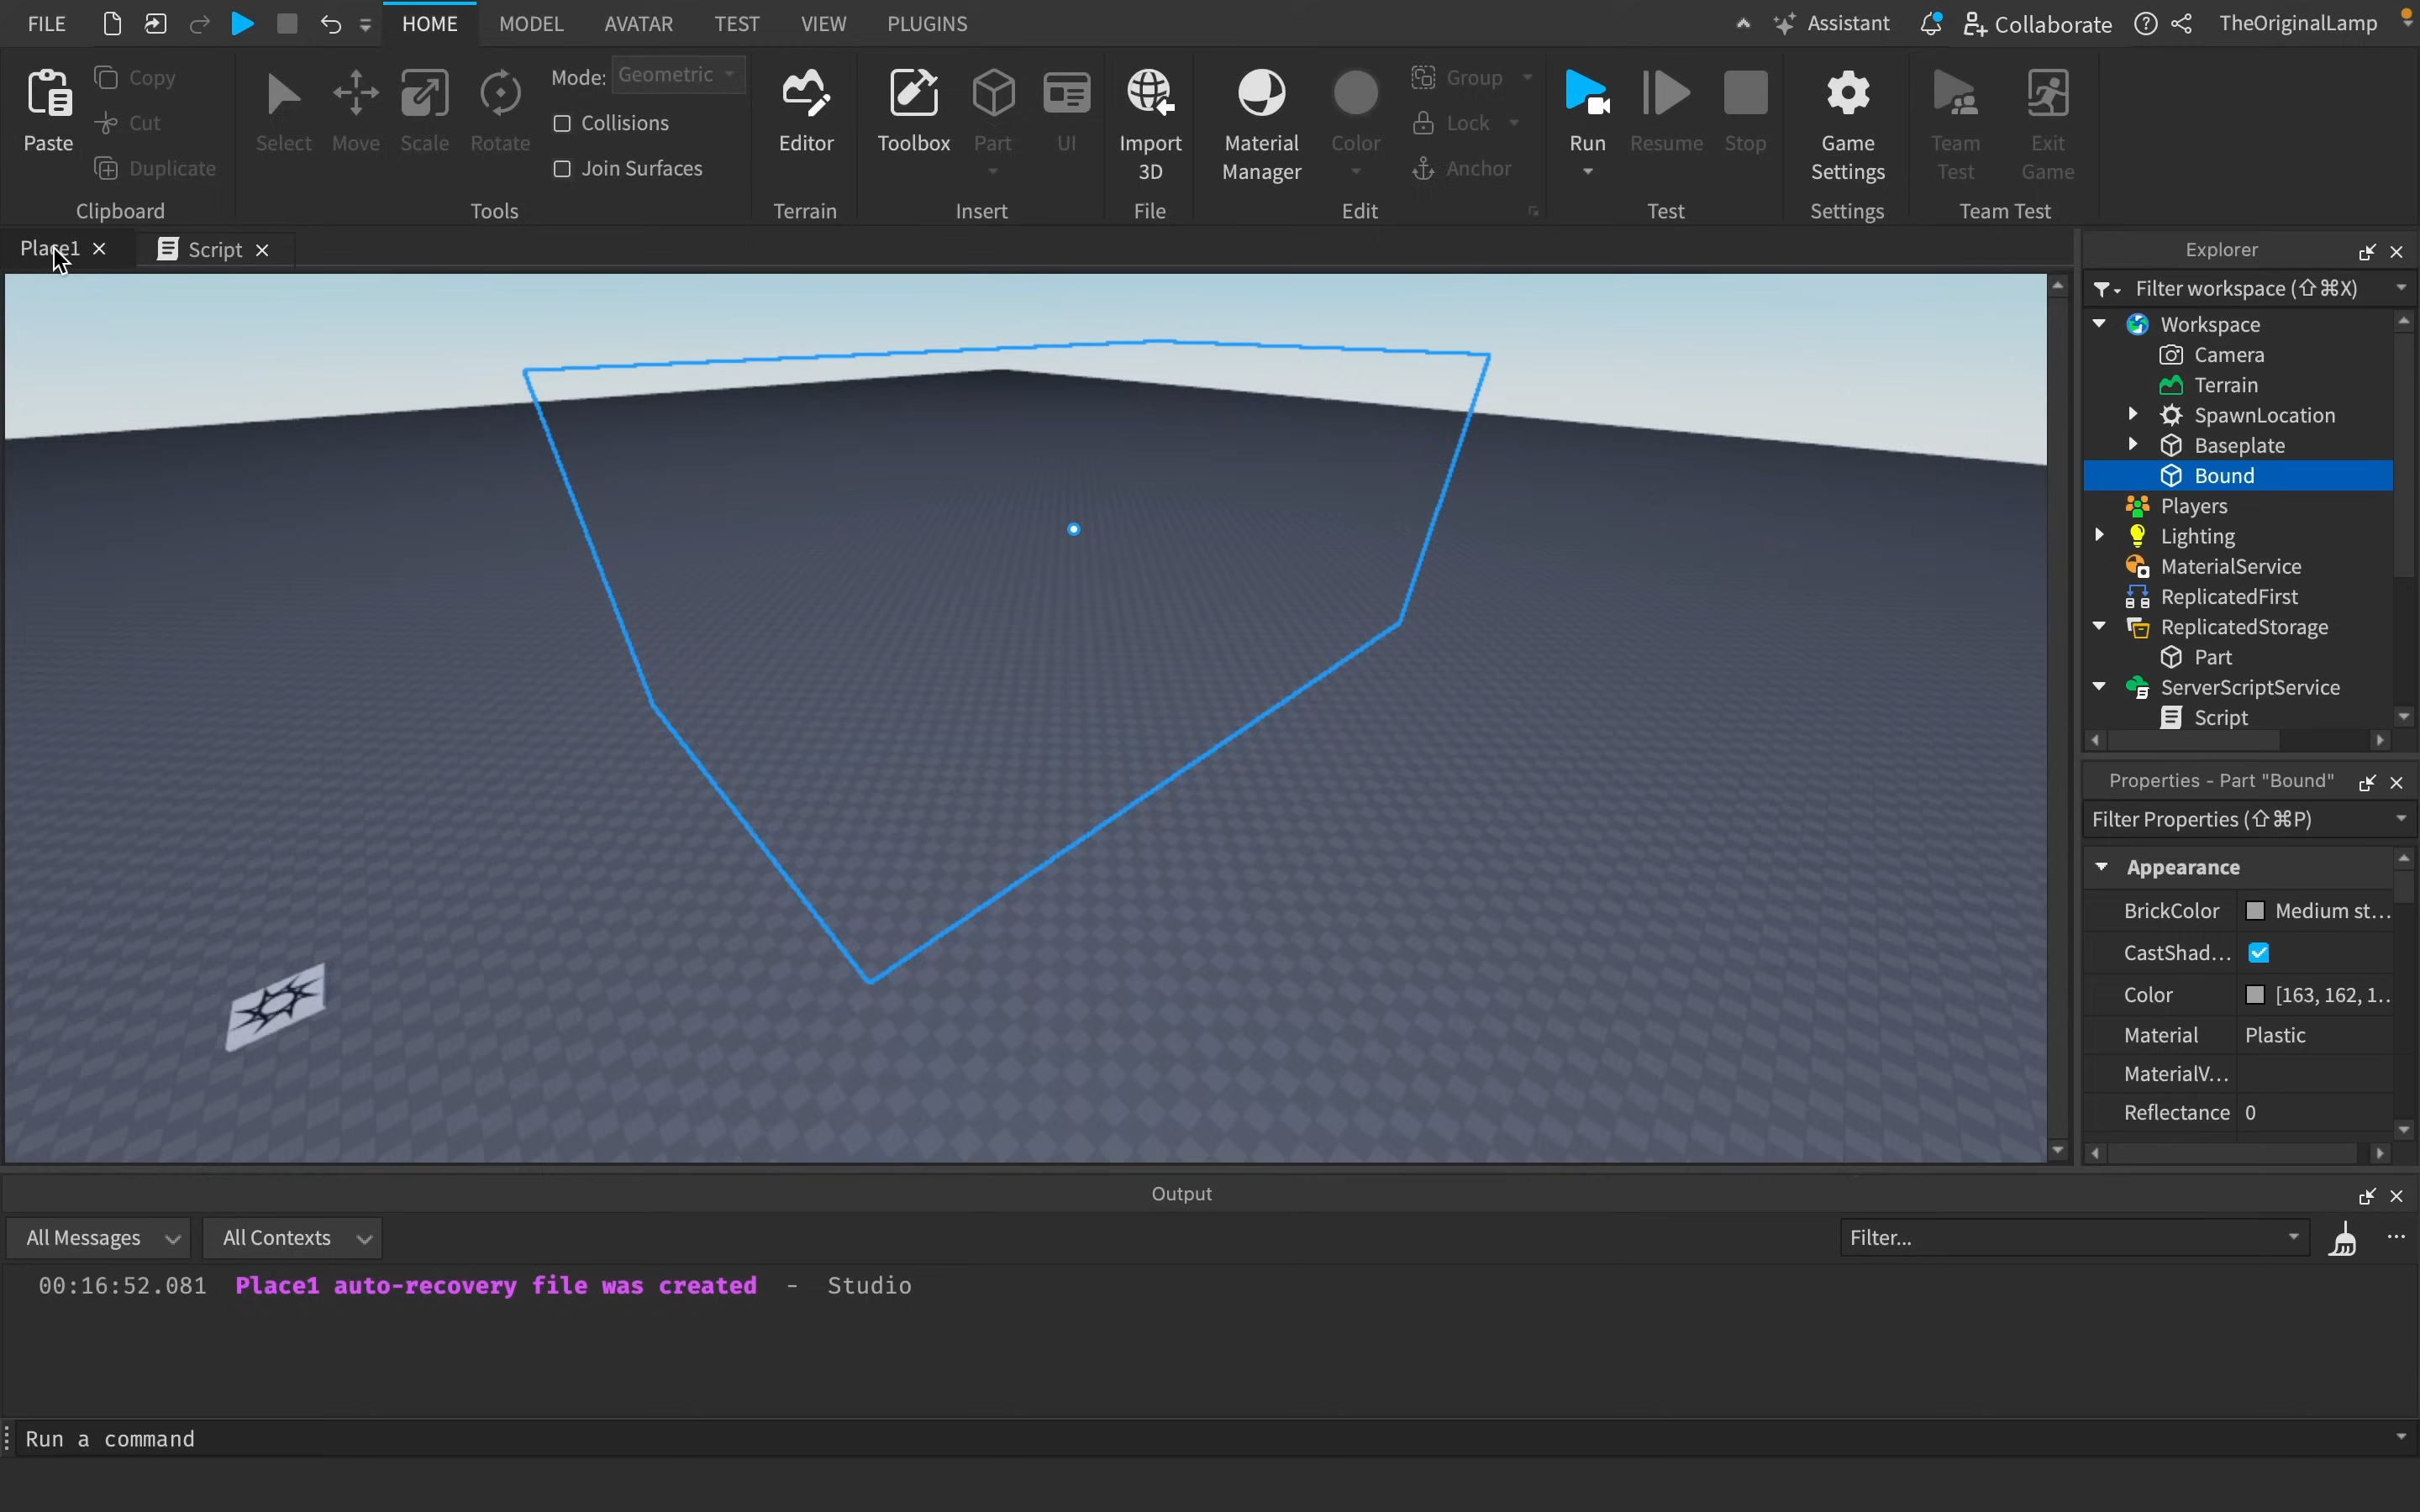 FILE HOME MODEL AVATAR TEST VIEW PLUGINS Assistant Collaborate TheOriginalLamp
Paste
Copy
Cut
Duplicate
Clipboard
Select Move Scale Rotate
Mode: Geometric
Collisions
Join Surfaces
Tools
Editor
Terrain
Toolbox Part UI
Insert
Import
3D
File
Material
Manager
Color
Group
Lock
Anchor
Edit
Run Resume Stop
Test
Game
Settings
Settings
Team
Test
Exit
Game
Team Test
Place1 Script
Explorer
Filter workspace (⇧⌘X)
Workspace
Camera
Terrain
SpawnLocation
Baseplate
Bound
Players
Lighting
MaterialService
ReplicatedFirst
ReplicatedStorage
Part
ServerScriptService
Script
Properties - Part "Bound"
Filter Properties (⇧⌘P)
Appearance
BrickColor Medium st...
CastShad...
Color [163, 162, 1...
Material Plastic
MaterialV...
Reflectance 0
Output
All Messages All Contexts Filter...
00:16:52.081 Place1 auto-recovery file was created - Studio
Run a command